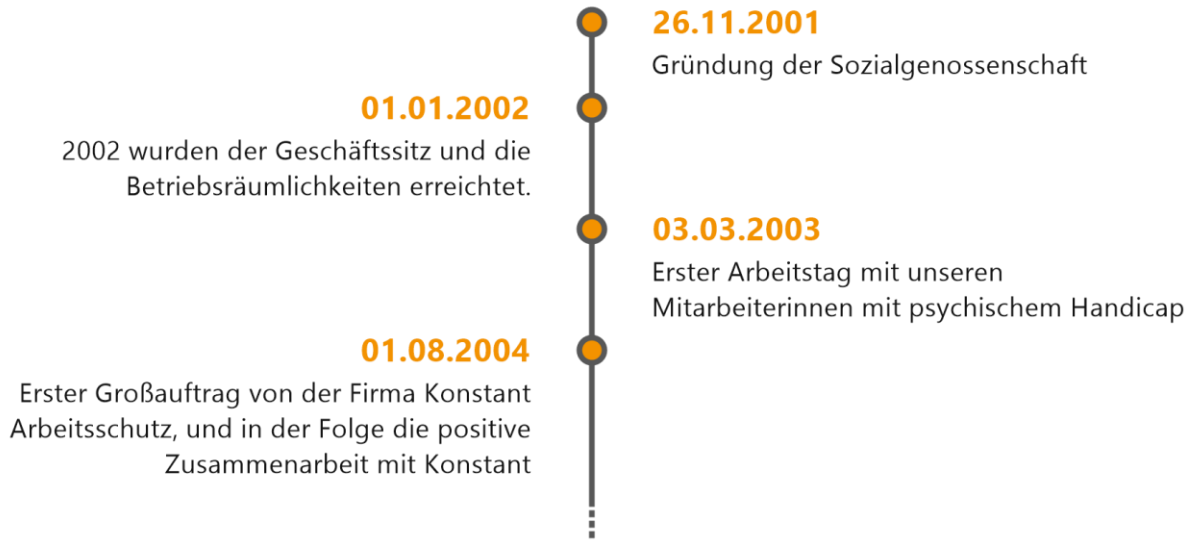 26.11.2001
Gründung der Sozialgenossenschaft
01.01.2002
2002 wurden der Geschäftssitz und die
Betriebsräumlichkeiten erreichtet.
03.03.2003
Erster Arbeitstag mit unseren
Mitarbeiterinnen mit psychischem Handicap
01.08.2004
Erster Großauftrag von der Firma Konstant
Arbeitsschutz, und in der Folge die positive
Zusammenarbeit mit Konstant